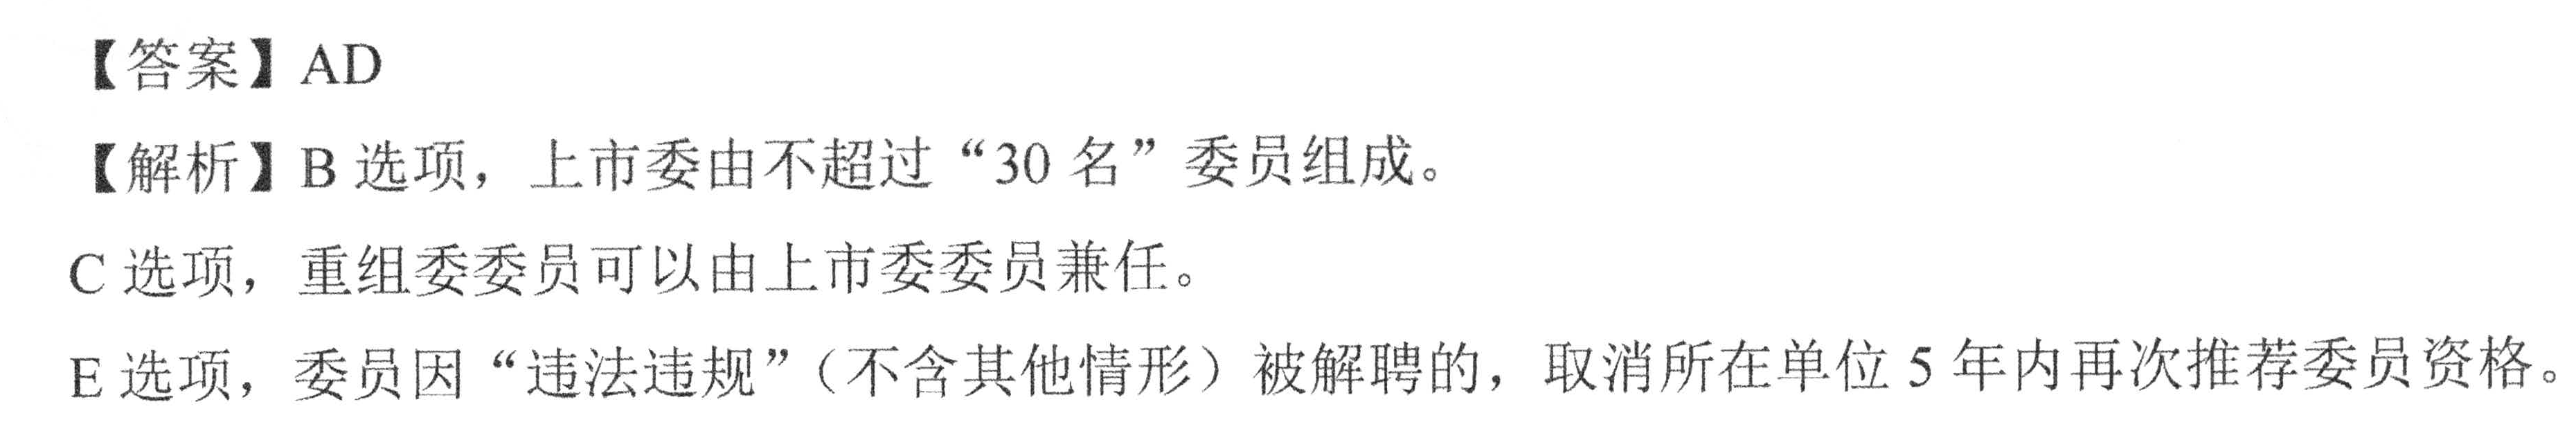 【答案】AD
【解析】B 选项，上市委由不超过“30 名”委员组成。
C 选项，重组委委员可以由上市委委员兼任。
E 选项，委员因“违法违规”（不含其他情形）被解聘的，取消所在单位 5 年内再次推荐委员资格。